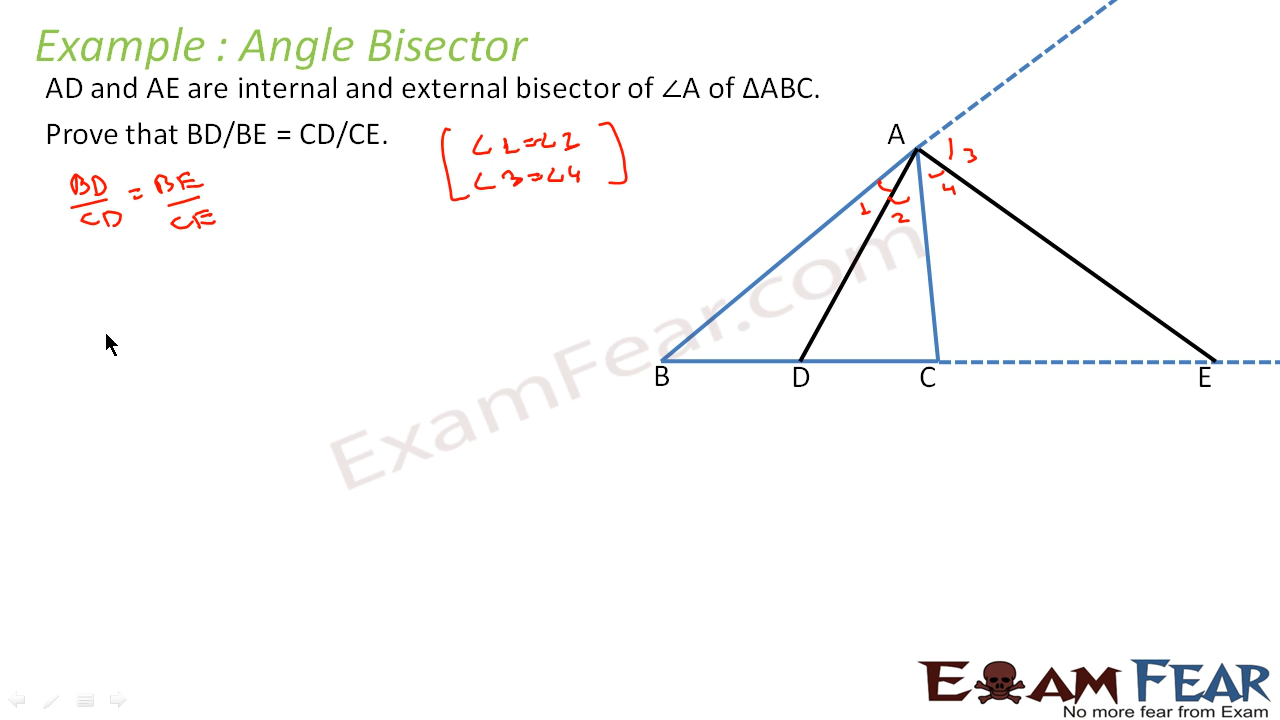 Example : Angle Bisector
AD and AE are internal and external bisector of ∠A of ΔABC.
Prove that BD/BE = CD/CE.
∠1=∠2
∠3=∠4
BD/CD = BE/CE
A
1 3
4
1 2
B D C E
ExamFear.com
EXAM FEAR
No more fear from Exam